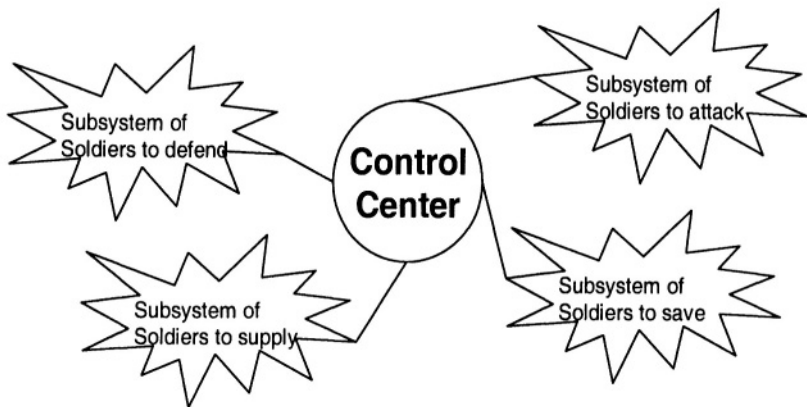 Subsystem of
Soldiers to defend
Subsystem of
Soldiers to attack
Control
Center
Subsystem of
Soldiers to supply
Subsystem of
Soldiers to save